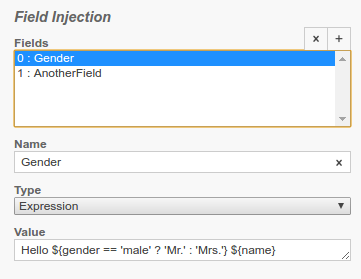 Field Injection
Fields
× +
0 : Gender
1 : AnotherField
Name
Gender ×
Type
Expression
Value
Hello ${gender == 'male' ? 'Mr.' : 'Mrs.'} ${name}